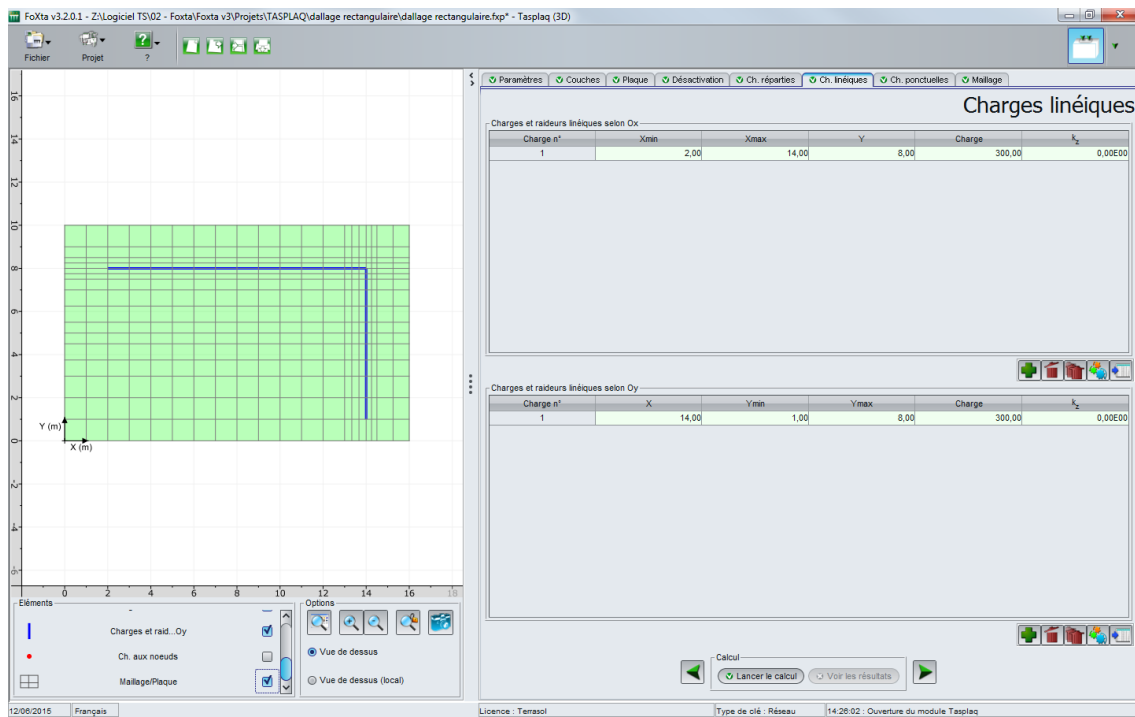 FoXta v3.2.0.1 - Z:\Logiciel TS\02 - Foxta\Foxta v3\Projets\TASPLAQ\dallage rectangulaire\dallage rectangulaire.fxp* - Tasplaq (3D)
Fichier
Projet
?
Paramètres
Couches
Plaque
Désactivation
Ch. réparties
Ch. linéiques
Ch. ponctuelles
Maillage
Charges linéiques
Charges et raideurs linéiques selon Ox
Charge n° Xmin Xmax Y Charge kz
1 2,00 14,00 8,00 300,00 0,00E00
Charges et raideurs linéiques selon Oy
Charge n° X Ymin Ymax Charge kz
1 14,00 1,00 8,00 300,00 0,00E00
16
14
12
10
8
6
4
2
0
-2
-4
-6
Y (m)
X (m)
0 2 4 6 8 10 12 14 16 18
Eléments
Charges et raid...Oy
Ch. aux noeuds
Maillage/Plaque
Options
Vue de dessus
Vue de dessus (local)
Calcul
Lancer le calcul
Voir les résultats
12/06/2015
Français
Licence : Terrasol
Type de clé : Réseau
14:26:02 : Ouverture du module Tasplaq